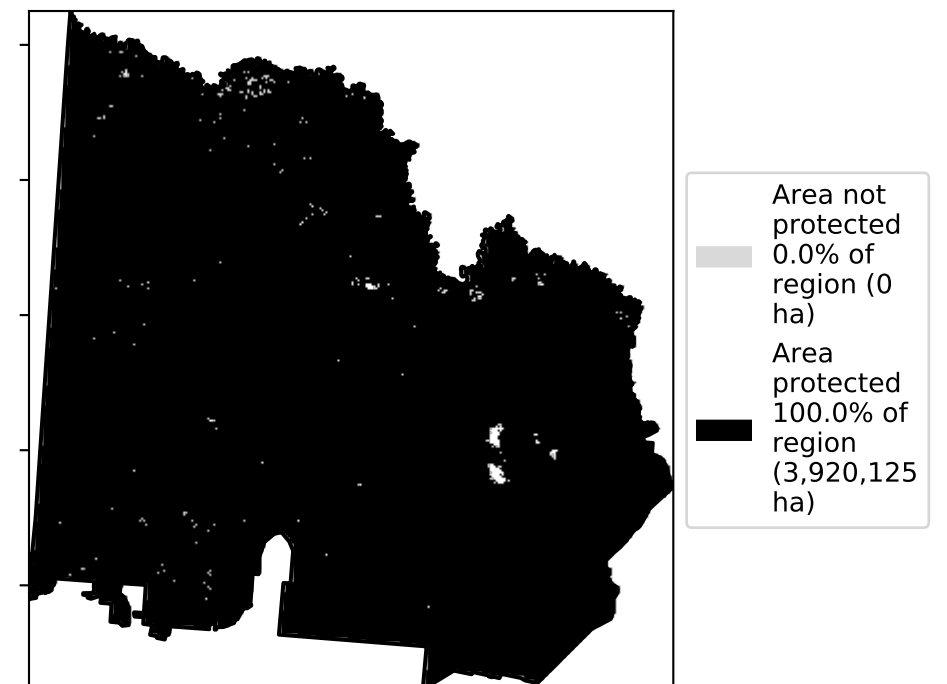 Area not
protected
0.0% of
region (0
ha)
Area
protected
100.0% of
region
(3,920,125
ha)